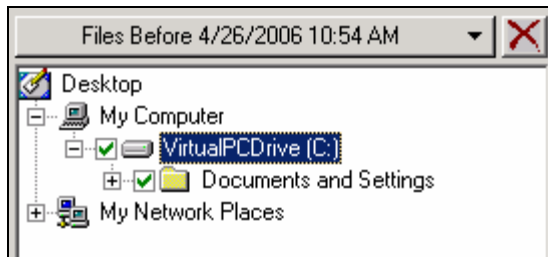 Files Before 4/26/2006 10:54 AM
Desktop
My Computer
VirtualPCDrive (C:)
Documents and Settings
My Network Places